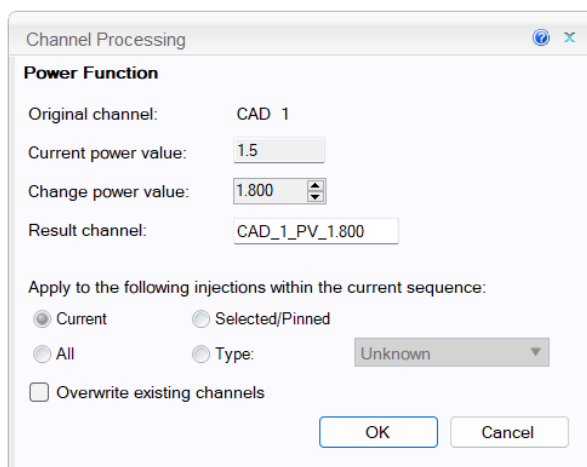 Channel Processing
Power Function
Original channel: CAD 1
Current power value: 1.5
Change power value: 1.800
Result channel: CAD_1_PV_1.800
Apply to the following injections within the current sequence:
Current Selected/Pinned
All Type: Unknown
Overwrite existing channels
OK Cancel